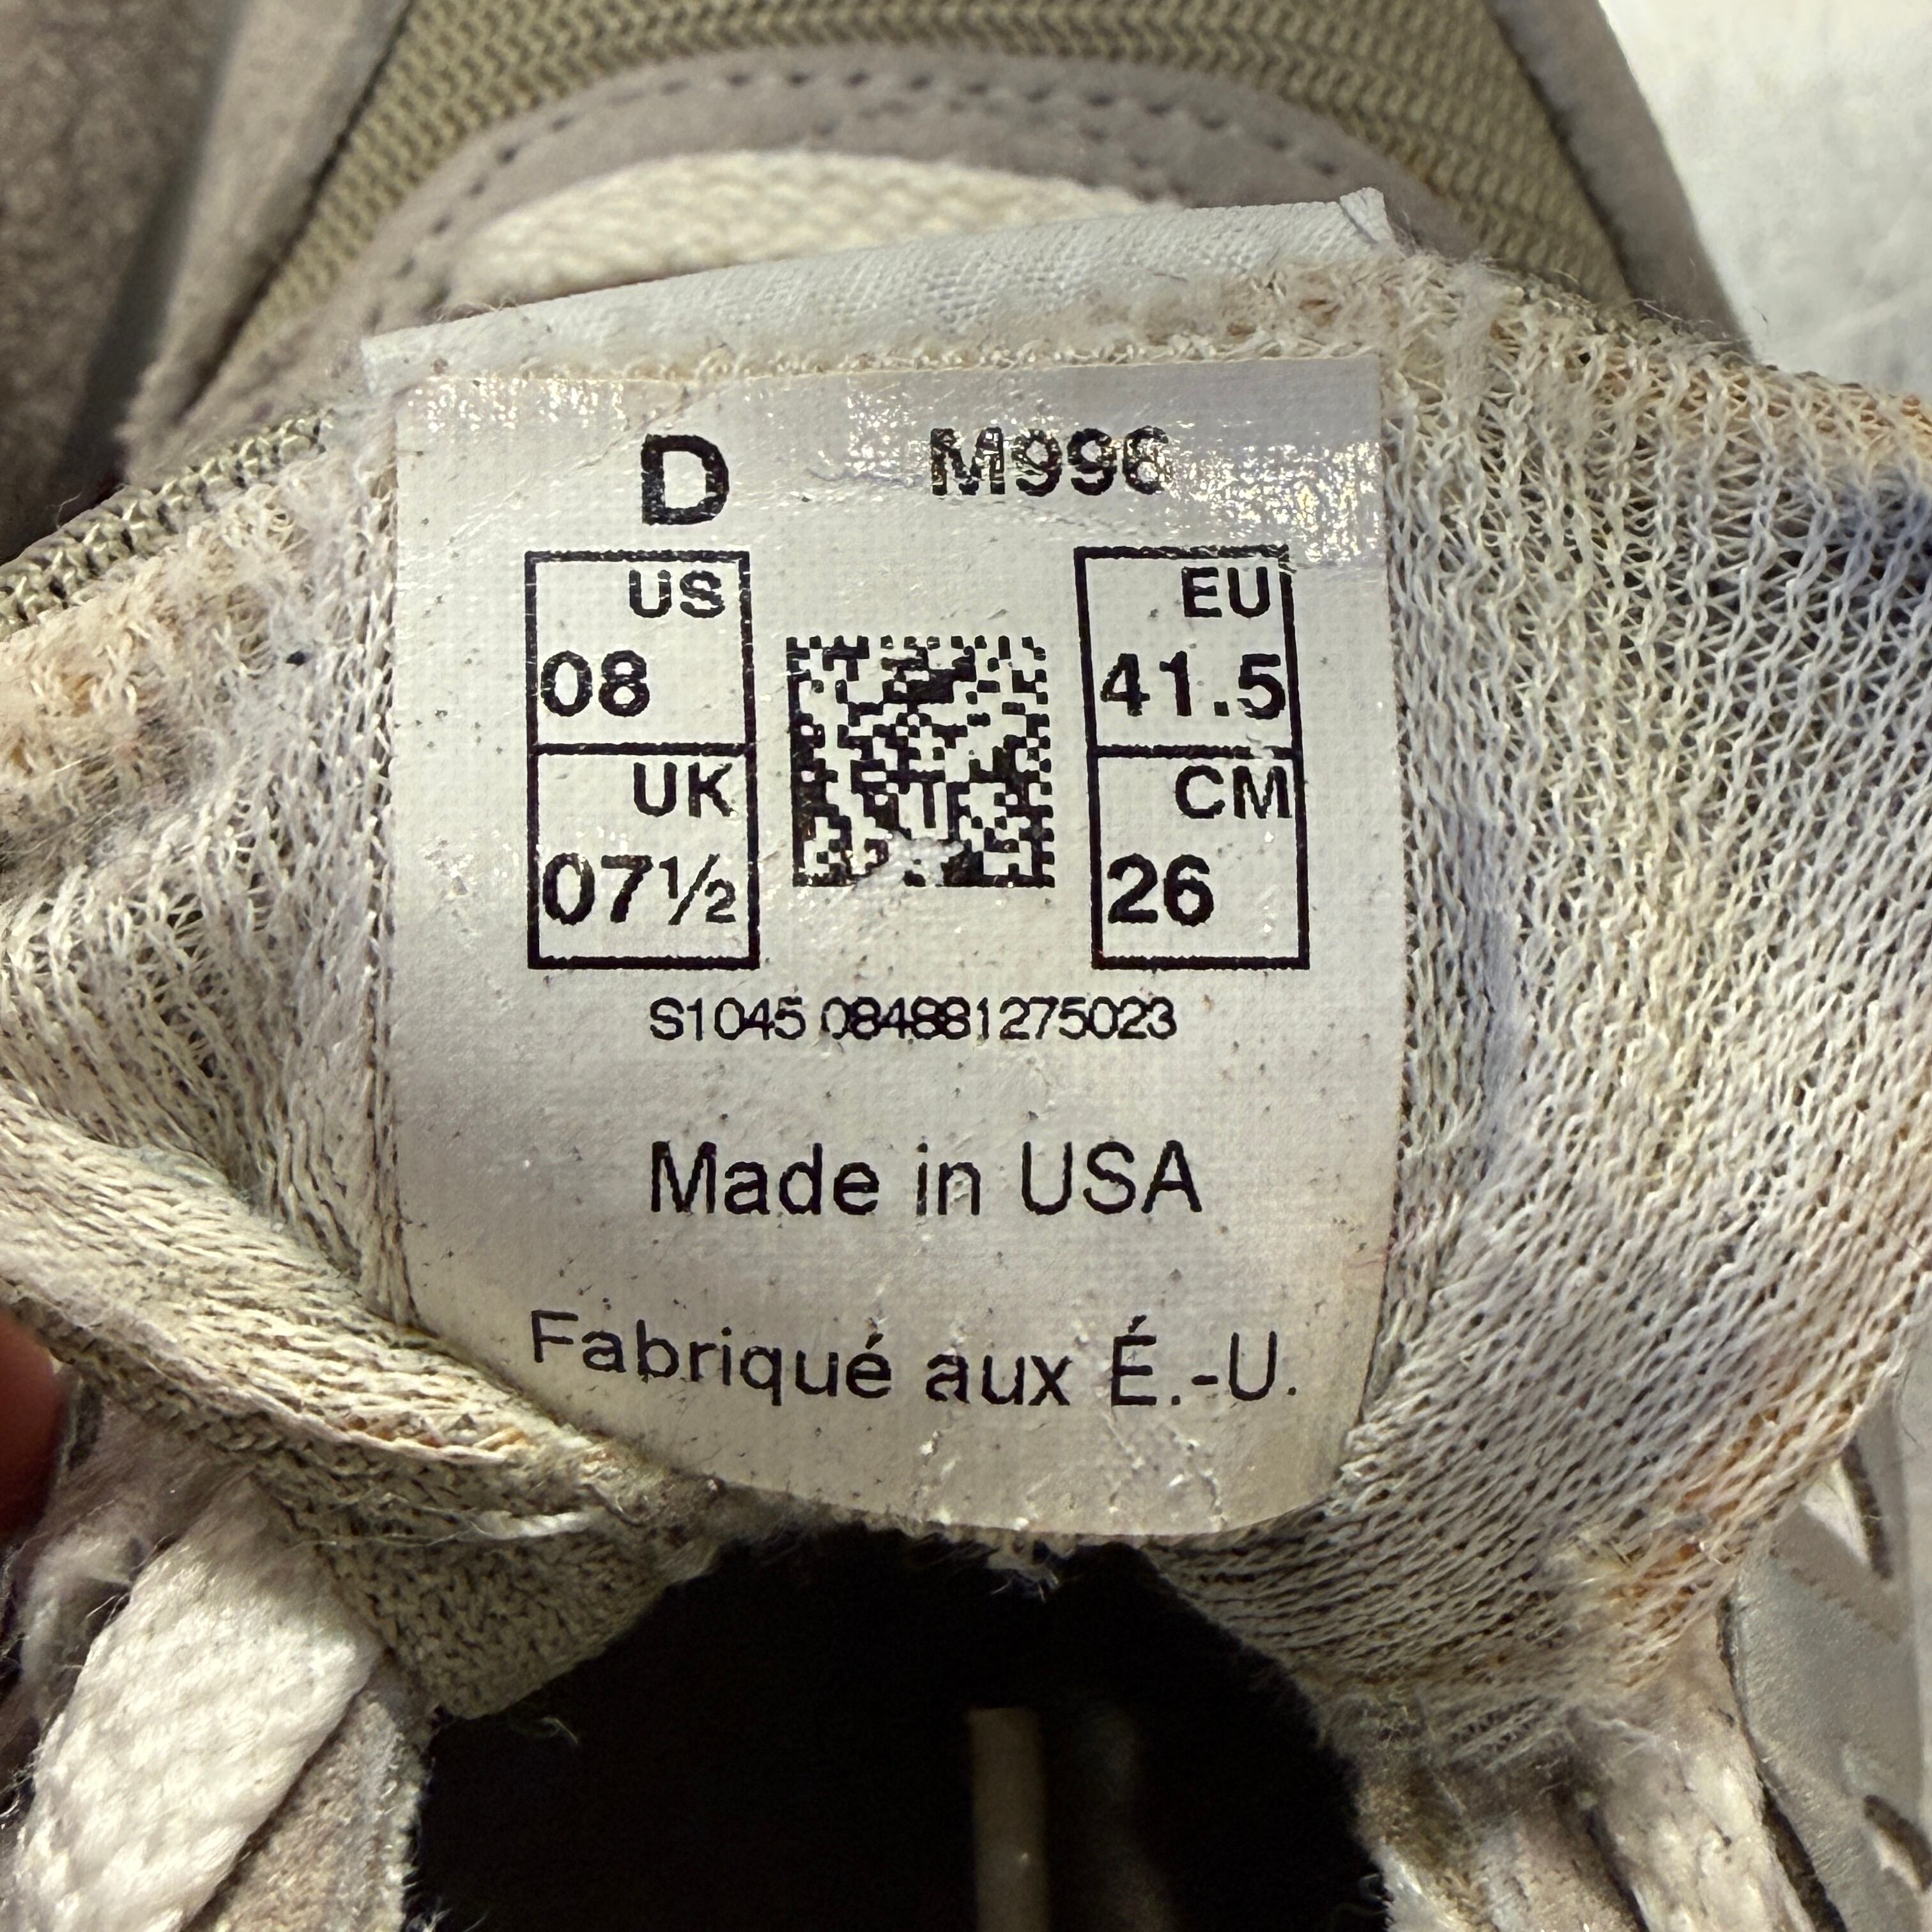 D M996
US
08
EU
41.5
UK
07½
CM
26
S1045 084881275023
Made in USA
Fabriqué aux É.-U.